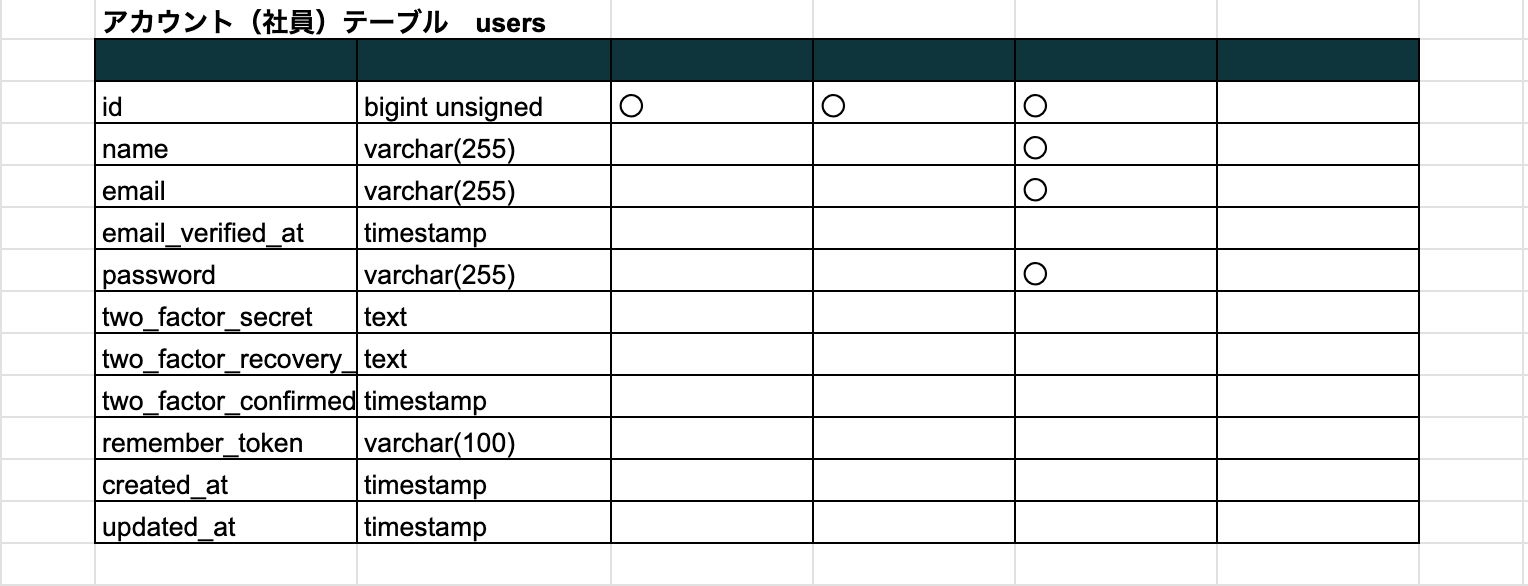 アカウント（社員）テーブル　users
id bigint unsigned ○ ○ ○
name varchar(255) ○
email varchar(255) ○
email_verified_at timestamp
password varchar(255) ○
two_factor_secret text
two_factor_recovery_ text
two_factor_confirmed timestamp
remember_token varchar(100)
created_at timestamp
updated_at timestamp